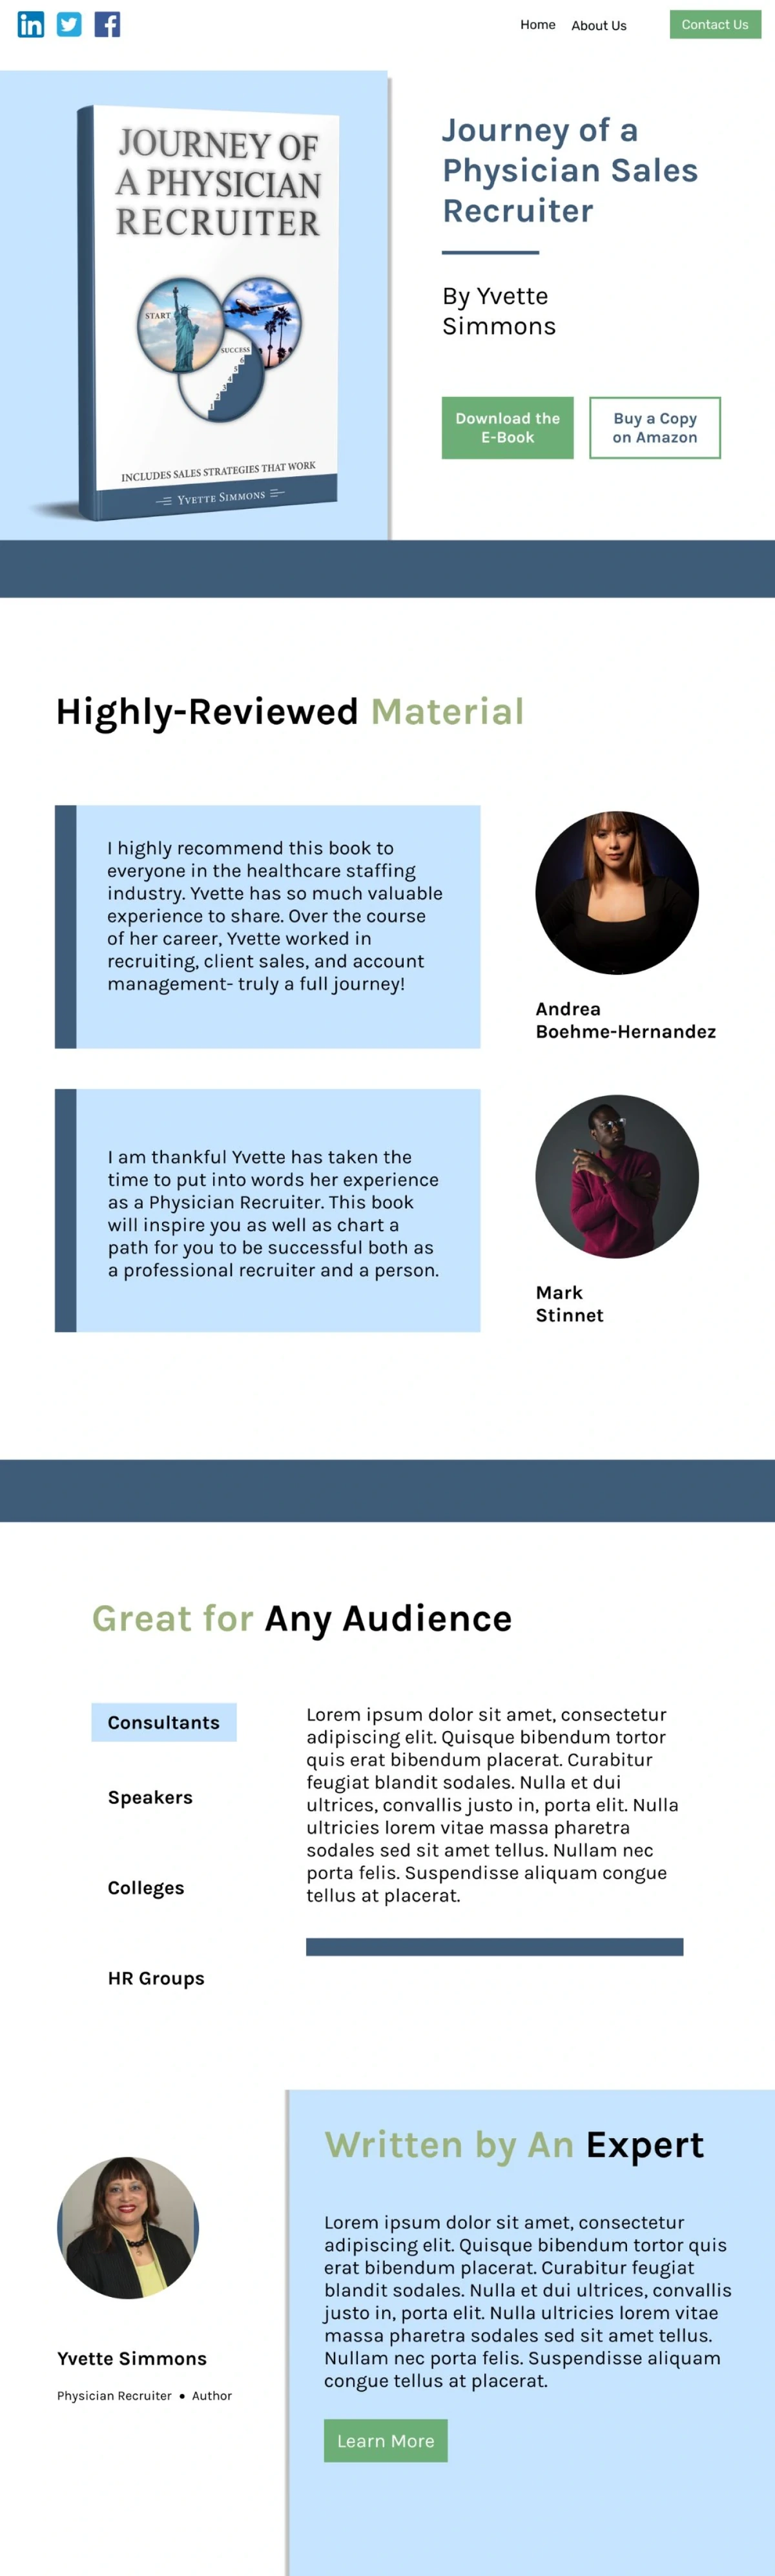 in
f
Home
About Us
Contact Us
JOURNEY OF
A PHYSICIAN
RECRUITER
START
SUCCESS
6
5
4
3
2
1
INCLUDES SALES STRATEGIES THAT WORK
YVETTE SIMMONS
Journey of a
Physician Sales
Recruiter
By Yvette
Simmons
Download the
E-Book
Buy a Copy
on Amazon
Highly-Reviewed Material
I highly recommend this book to
everyone in the healthcare staffing
industry. Yvette has so much valuable
experience to share. Over the course
of her career, Yvette worked in
recruiting, client sales, and account
management- truly a full journey!
Andrea
Boehme-Hernandez
I am thankful Yvette has taken the
time to put into words her experience
as a Physician Recruiter. This book
will inspire you as well as chart a
path for you to be successful both as
a professional recruiter and a person.
Mark
Stinnet
Great for Any Audience
Consultants
Speakers
Colleges
HR Groups
Lorem ipsum dolor sit amet, consectetur
adipiscing elit. Quisque bibendum tortor
quis erat bibendum placerat. Curabitur
feugiat blandit sodales. Nulla et dui
ultrices, convallis justo in, porta elit. Nulla
ultricies lorem vitae massa pharetra
sodales sed sit amet tellus. Nullam nec
porta felis. Suspendisse aliquam congue
tellus at placerat.
Yvette Simmons
Physician Recruiter • Author
Written by An Expert
Lorem ipsum dolor sit amet, consectetur
adipiscing elit. Quisque bibendum tortor quis
erat bibendum placerat. Curabitur feugiat
blandit sodales. Nulla et dui ultrices, convallis
justo in, porta elit. Nulla ultricies lorem vitae
massa pharetra sodales sed sit amet tellus.
Nullam nec porta felis. Suspendisse aliquam
congue tellus at placerat.
Learn More